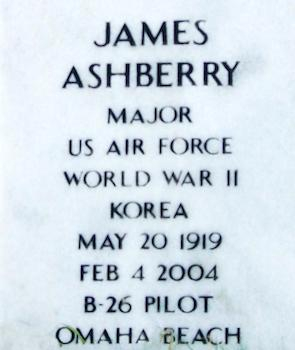 JAMES
ASHBERRY
MAJOR
US AIR FORCE
WORLD WAR II
KOREA
MAY 20 1919
FEB 4 2004
B-26 PILOT
OMAHA BEACH